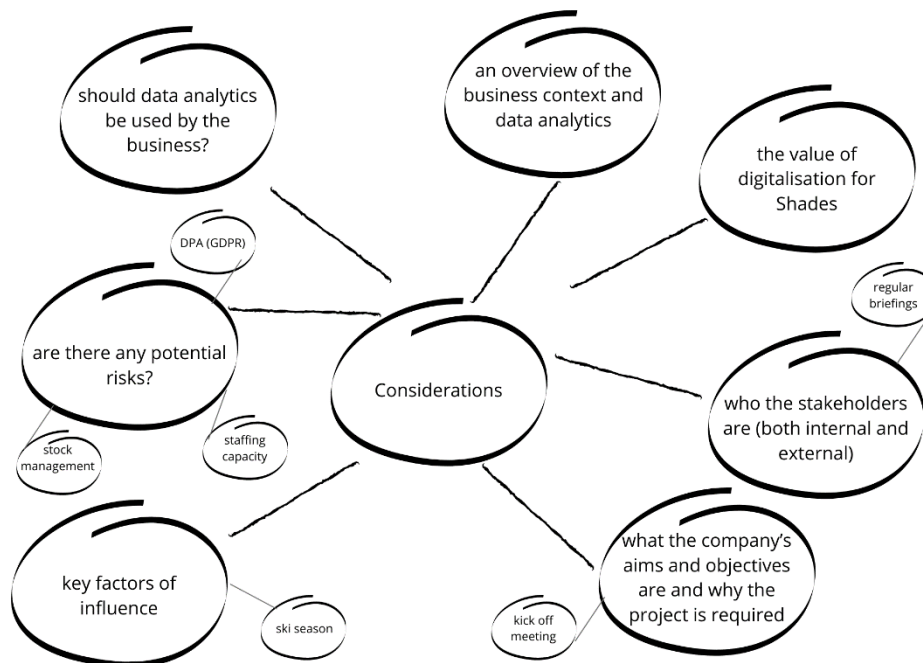 should data analytics
be used by the
business?
an overview of the
business context and
data analytics
the value of
digitalisation for
Shades
DPA (GDPR)
regular
briefings
are there any potential
risks?
Considerations
who the stakeholders
are (both internal and
external)
stock
management
staffing
capacity
key factors of
influence
ski season
kick off
meeting
what the company’s
aims and objectives
are and why the
project is required